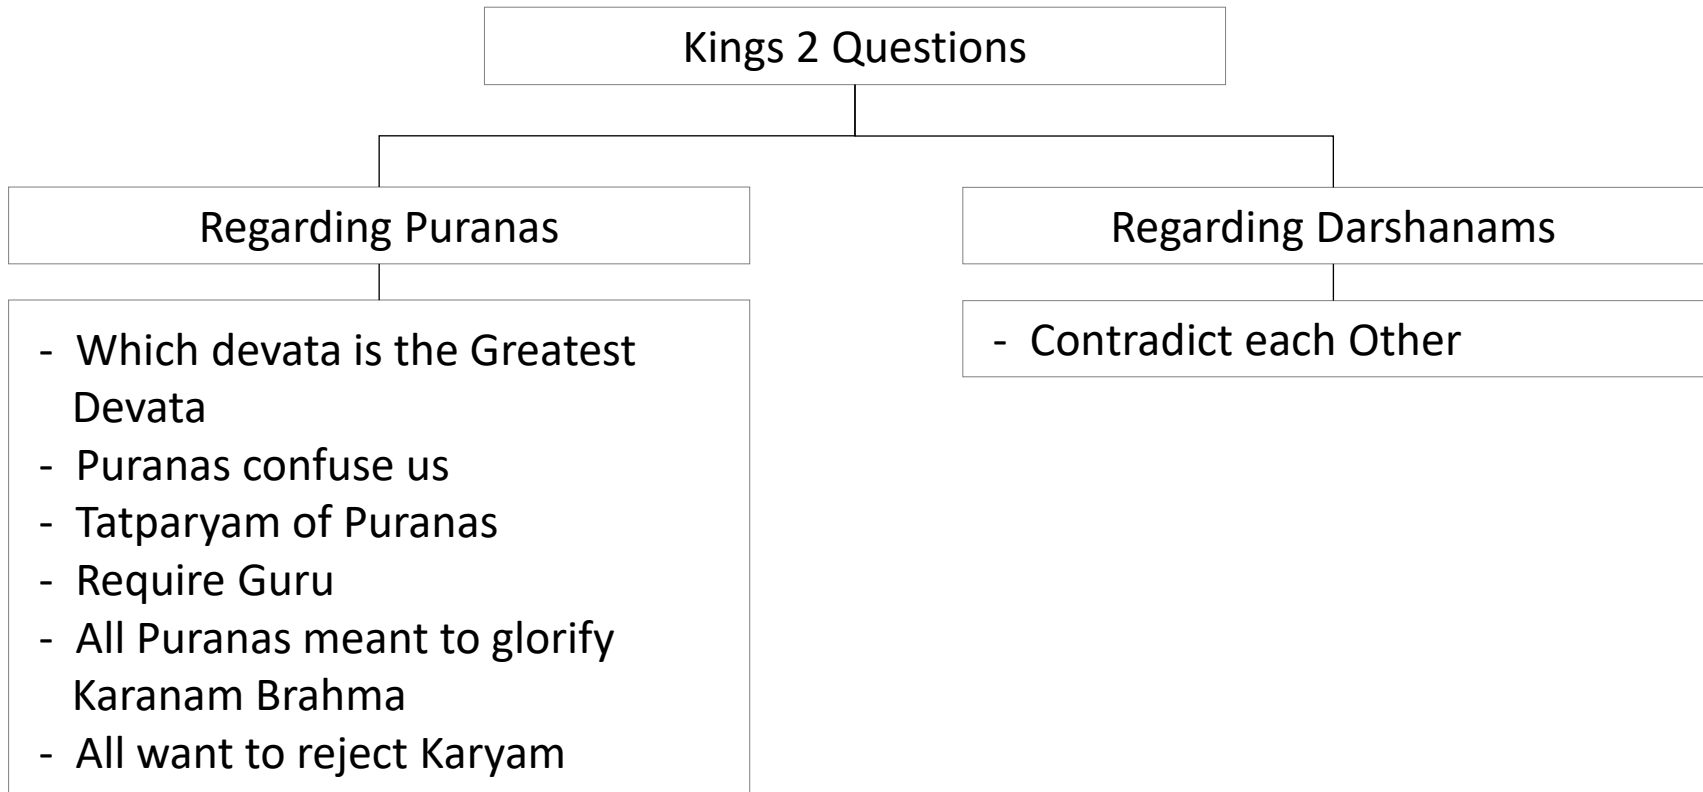 Kings 2 Questions
Regarding Puranas
Regarding Darshanams
- Which devata is the Greatest
Devata
- Puranas confuse us
- Tatparyam of Puranas
- Require Guru
- All Puranas meant to glorify
Karanam Brahma
- All want to reject Karyam
- Contradict each Other